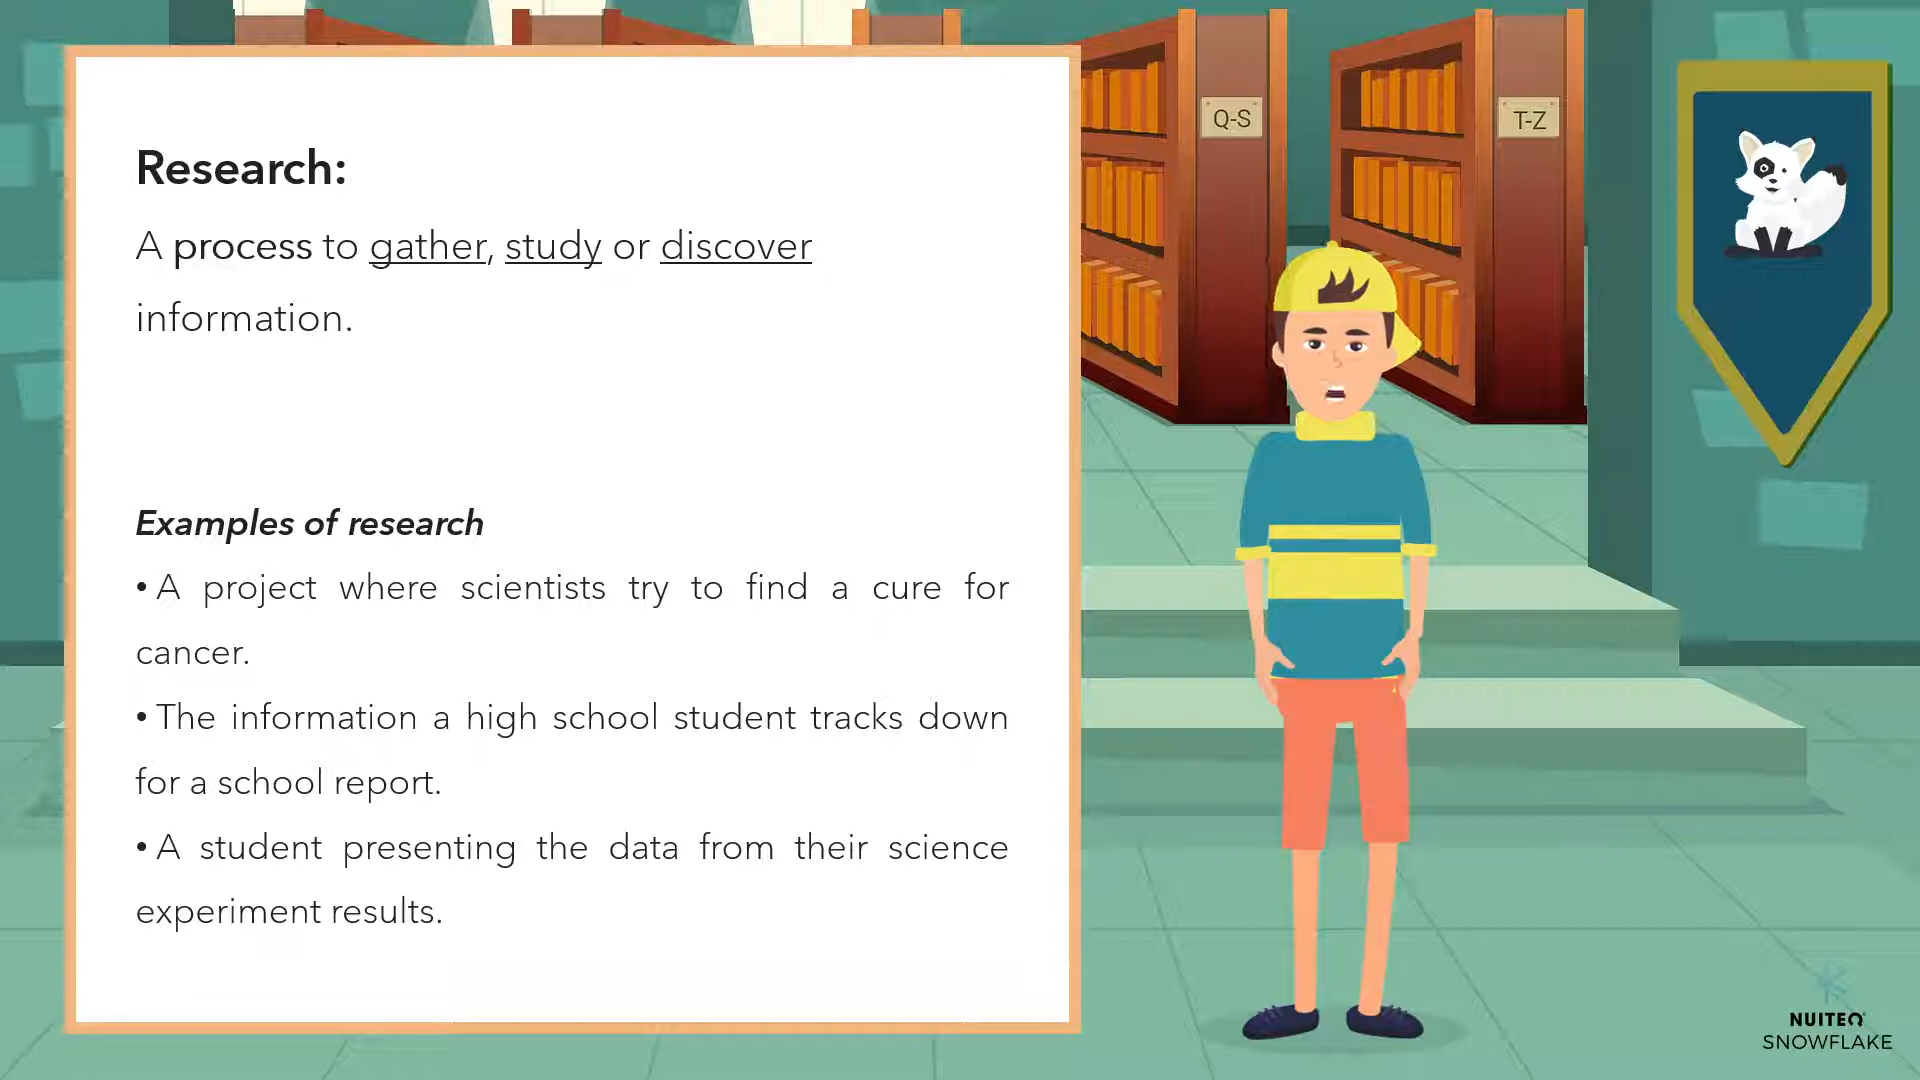 Research:
A process to gather, study or discover
information.
Examples of research
• A project where scientists try to find a cure for
cancer.
• The information a high school student tracks down
for a school report.
• A student presenting the data from their science
experiment results.
Q-S
T-Z
NUITEQ
SNOWFLAKE